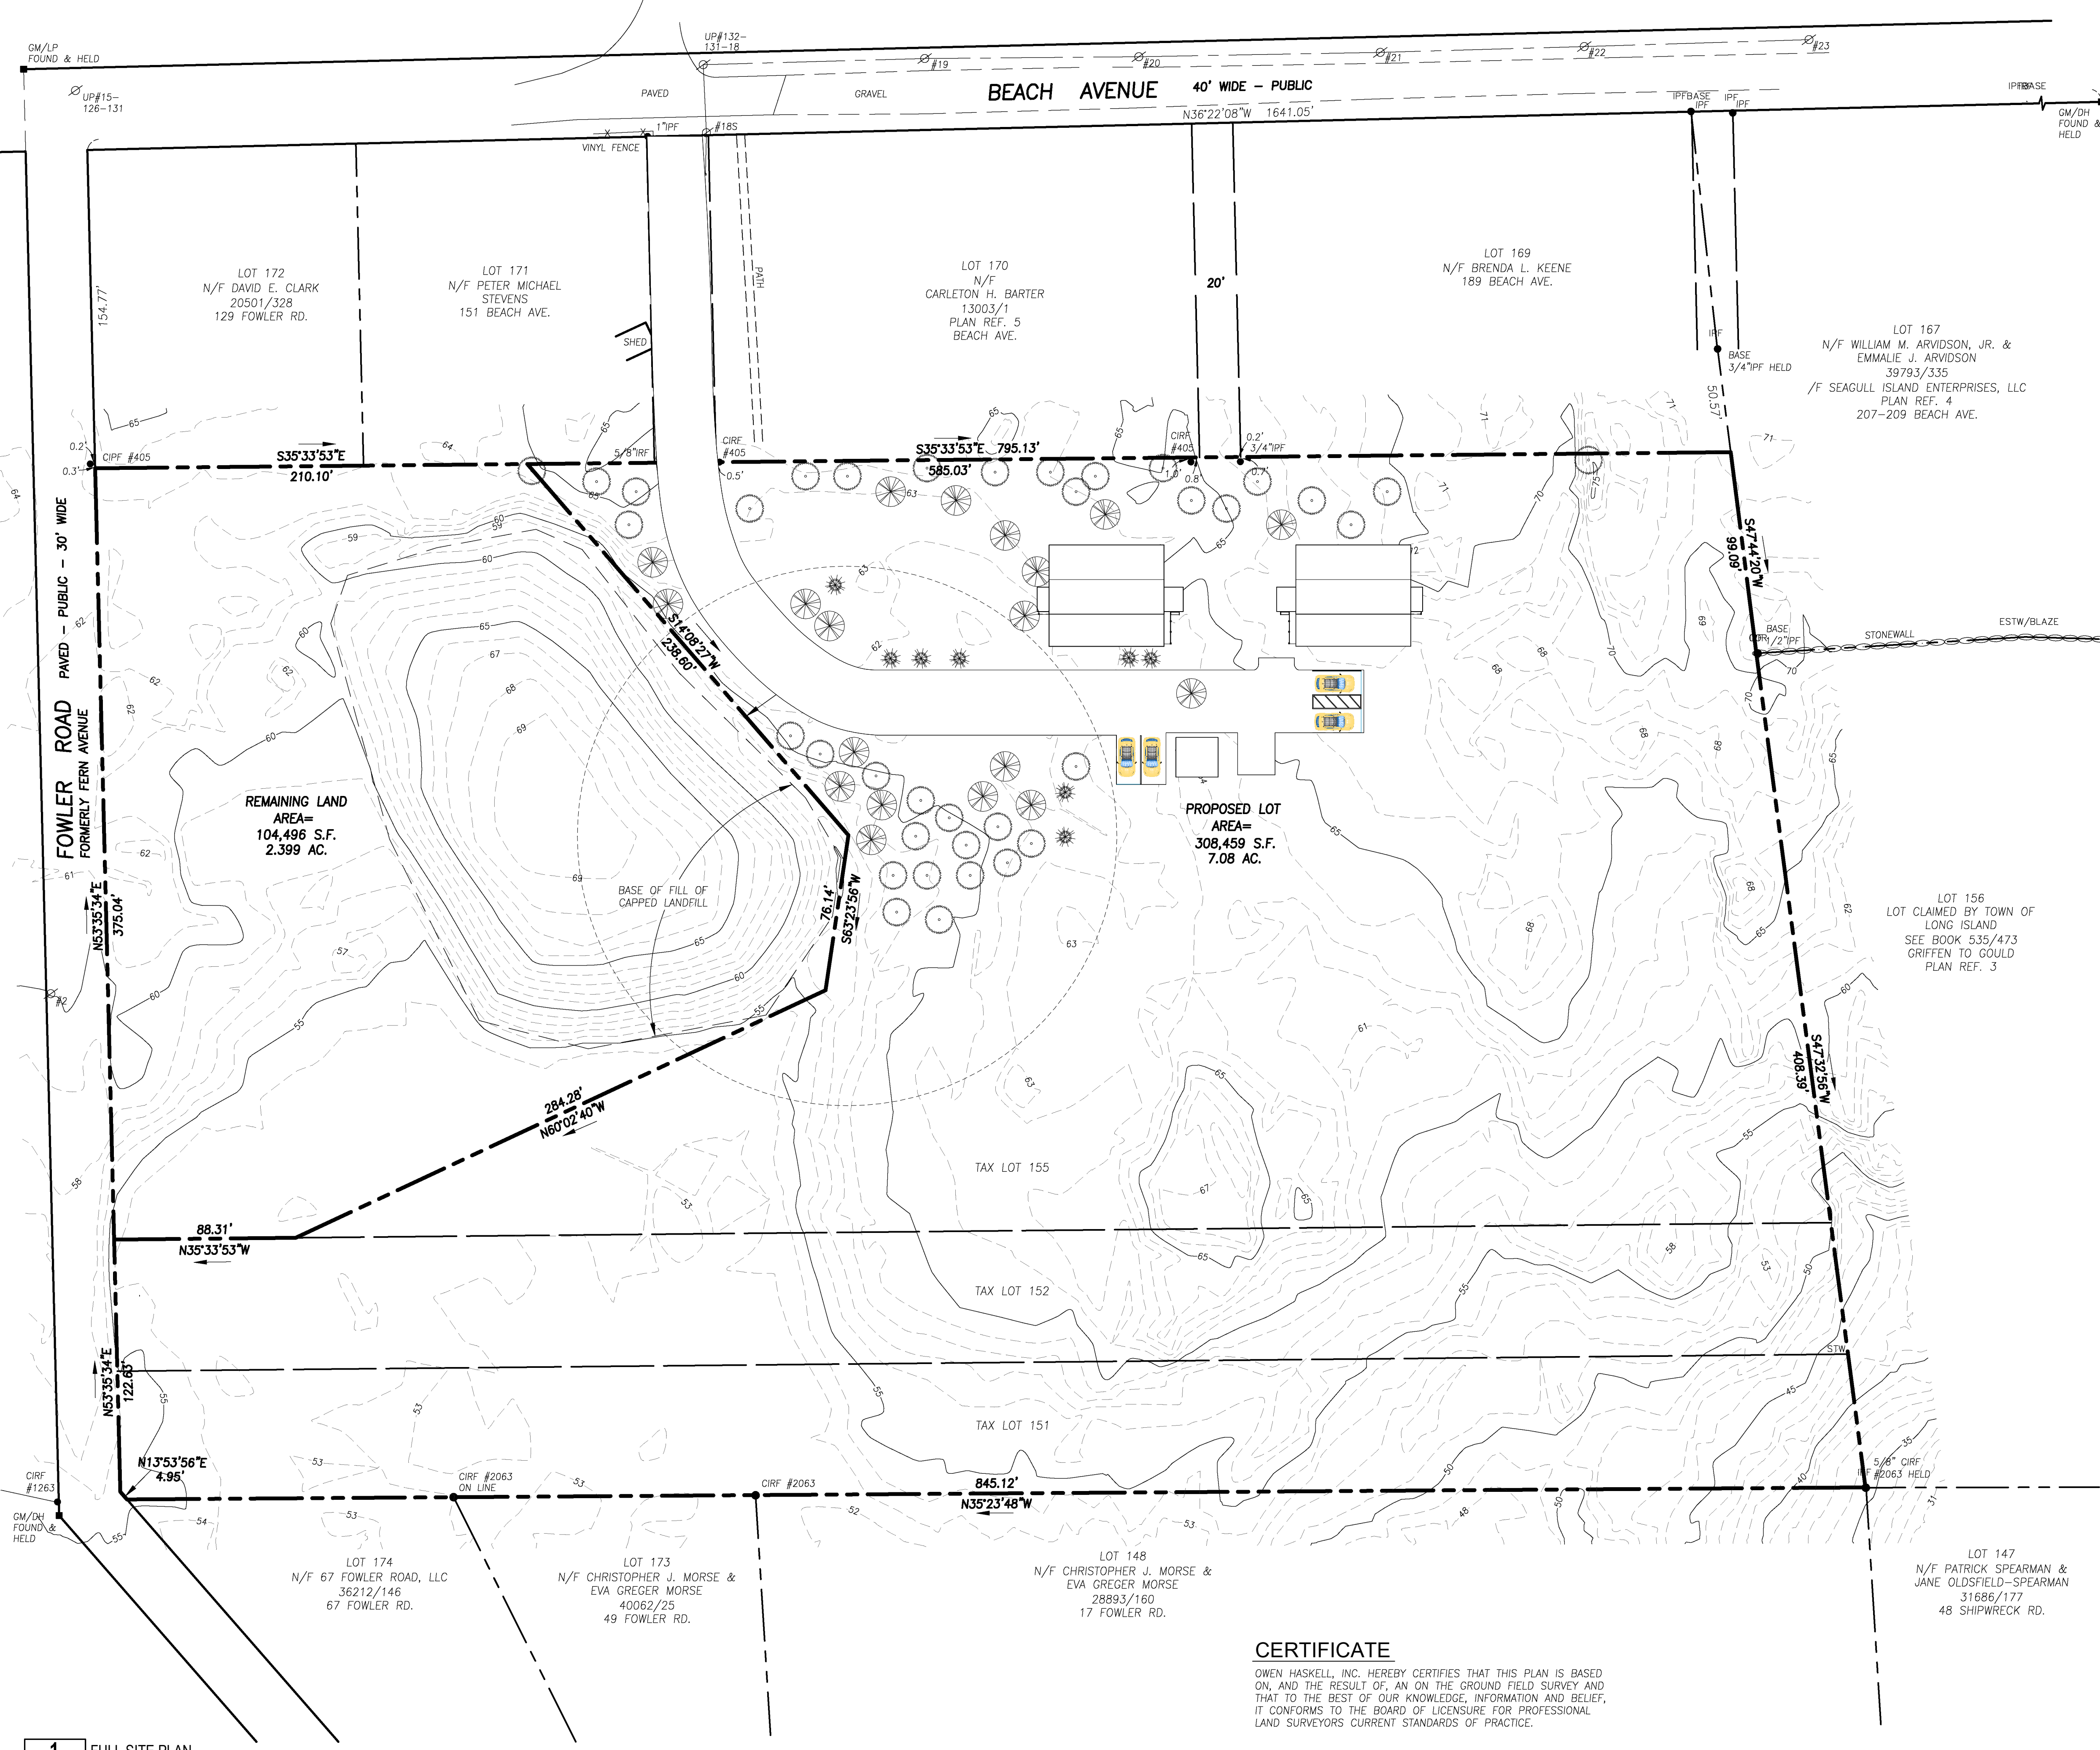 GM/LP
FOUND & HELD
UP#15-
126-131
UP#132-
131-18
#19
#20
#21
#22
#23
PAVED
GRAVEL
BEACH AVENUE 40' WIDE - PUBLIC
N36°22'08"W 1641.05'
IPF
IPF
IPF
GM/DH
FOUND &
HELD
1"IPF
#18S
VINYL FENCE
154.77'
LOT 172
N/F DAVID E. CLARK
20501/328
129 FOWLER RD.
LOT 171
N/F PETER MICHAEL
STEVENS
151 BEACH AVE.
SHED
PATH
LOT 170
N/F
CARLETON H. BARTER
13003/1
PLAN REF. 5
BEACH AVE.
20'
LOT 169
N/F BRENDA L. KEENE
189 BEACH AVE.
IPF
BASE
3/4"IPF HELD
50.57'
LOT 167
N/F WILLIAM M. ARVIDSON, JR. &
EMMALIE J. ARVIDSON
39793/335
/F SEAGULL ISLAND ENTERPRISES, LLC
PLAN REF. 4
207-209 BEACH AVE.
0.2'
0.3'
CIPF #405
S35°33'53"E
210.10'
5/8"IRF
CIRF
#405
0.5'
S35°33'53"E 795.13'
585.03'
CIRF
#405
1.0'
0.8'
0.2'
3/4"IPF
0.7'
S47°44'20"W
99.09'
BASE
1/2"IPF
STONEWALL
ESTW/BLAZE
FOWLER ROAD PAVED - PUBLIC - 30' WIDE
FORMERLY FERN AVENUE
N53°35'34"E
375.04'
#2
S14°08'27"W
238.60'
REMAINING LAND
AREA=
104,496 S.F.
2.399 AC.
BASE OF FILL OF
CAPPED LANDFILL
76.14'
S63°23'56"W
PROPOSED LOT
AREA=
308,459 S.F.
7.08 AC.
LOT 156
LOT CLAIMED BY TOWN OF
LONG ISLAND
SEE BOOK 535/473
GRIFFEN TO GOULD
PLAN REF. 3
S47°32'56"W
408.39'
284.28'
N60°02'40"W
88.31'
N35°33'53"W
TAX LOT 155
TAX LOT 152
TAX LOT 151
STW
N53°35'34"E
122.63'
N13°53'56"E
4.95'
CIRF
#1263
GM/DH
FOUND &
HELD
CIRF #2063
ON LINE
CIRF #2063
845.12'
N35°23'48"W
5/8" CIRF
#2063 HELD
LOT 174
N/F 67 FOWLER ROAD, LLC
36212/146
67 FOWLER RD.
LOT 173
N/F CHRISTOPHER J. MORSE &
EVA GREGER MORSE
40062/25
49 FOWLER RD.
LOT 148
N/F CHRISTOPHER J. MORSE &
EVA GREGER MORSE
28893/160
17 FOWLER RD.
LOT 147
N/F PATRICK SPEARMAN &
JANE OLDSFIELD-SPEARMAN
31686/177
48 SHIPWRECK RD.
CERTIFICATE
OWEN HASKELL, INC. HEREBY CERTIFIES THAT THIS PLAN IS BASED
ON, AND THE RESULT OF, AN ON THE GROUND FIELD SURVEY AND
THAT TO THE BEST OF OUR KNOWLEDGE, INFORMATION AND BELIEF,
IT CONFORMS TO THE BOARD OF LICENSURE FOR PROFESSIONAL
LAND SURVEYORS CURRENT STANDARDS OF PRACTICE.
1 FULL SITE PLAN